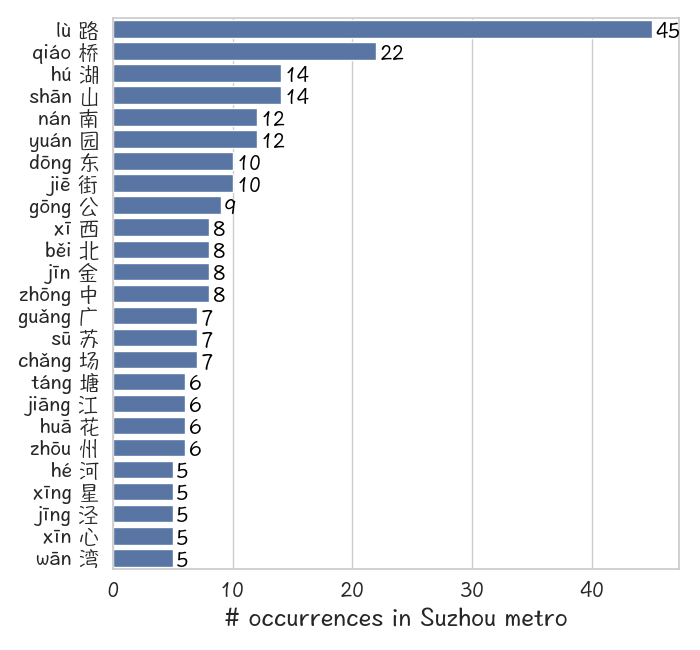 lù 路 45
qiáo 桥 22
hú 湖 14
shān 山 14
nán 南 12
yuán 园 12
dōng 东 10
jiē 街 10
gōng 公 9
xī 西 8
běi 北 8
jīn 金 8
zhōng 中 8
guǎng 广 7
sū 苏 7
chǎng 场 7
táng 塘 6
jiāng 江 6
huā 花 6
zhōu 州 6
hé 河 5
xīng 星 5
jīng 泾 5
xīn 心 5
wān 湾 5
0 10 20 30 40
# occurrences in Suzhou metro